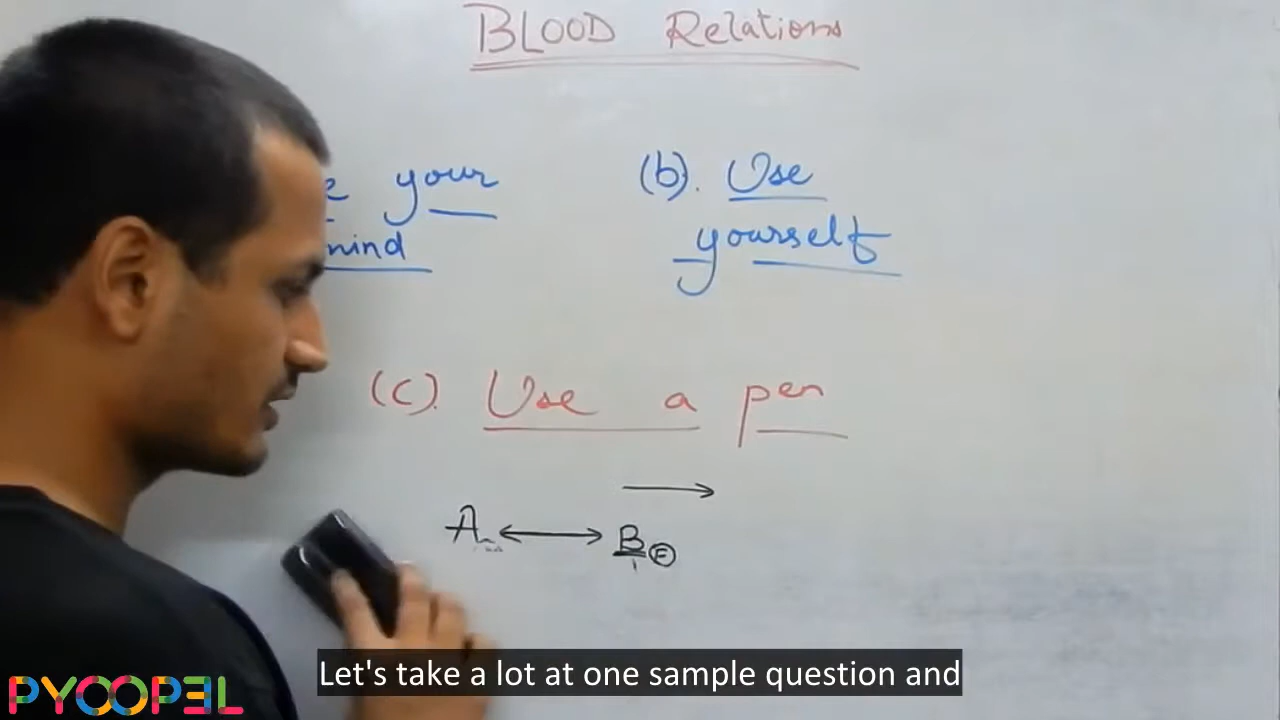 BLOOD Relations
your
mind
(b). Use
yourself
(c). Use a pen
A ↔ B F
Let's take a lot at one sample question and
PYOOPEL